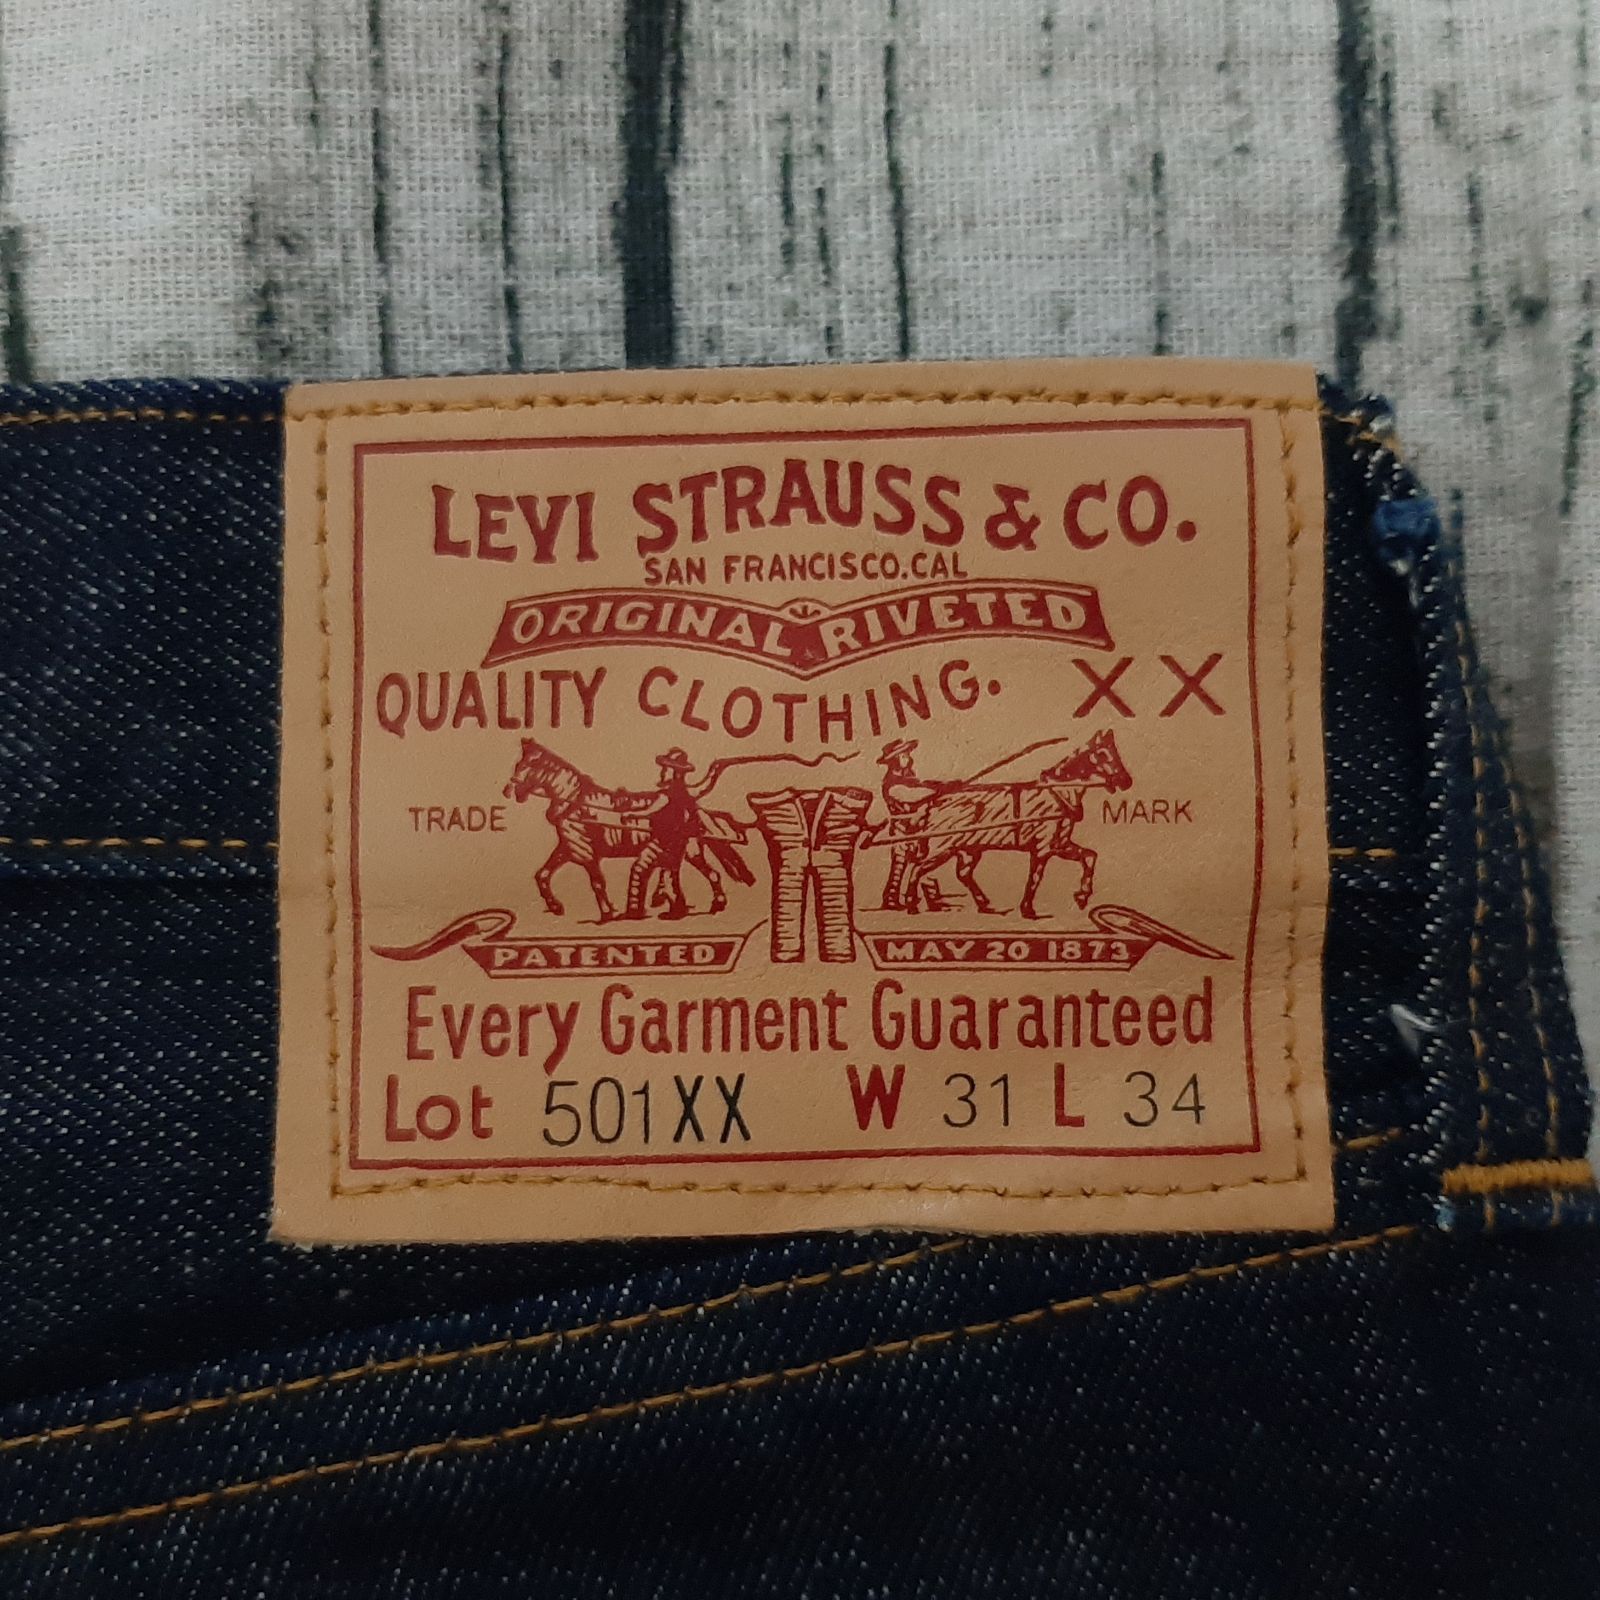 LEVI STRAUSS & CO.
SAN FRANCISCO.CAL
ORIGINAL RIVETED
QUALITY CLOTHING. XX
TRADE MARK
PATENTED MAY 20 1873
Every Garment Guaranteed
Lot 501XX W 31 L 34